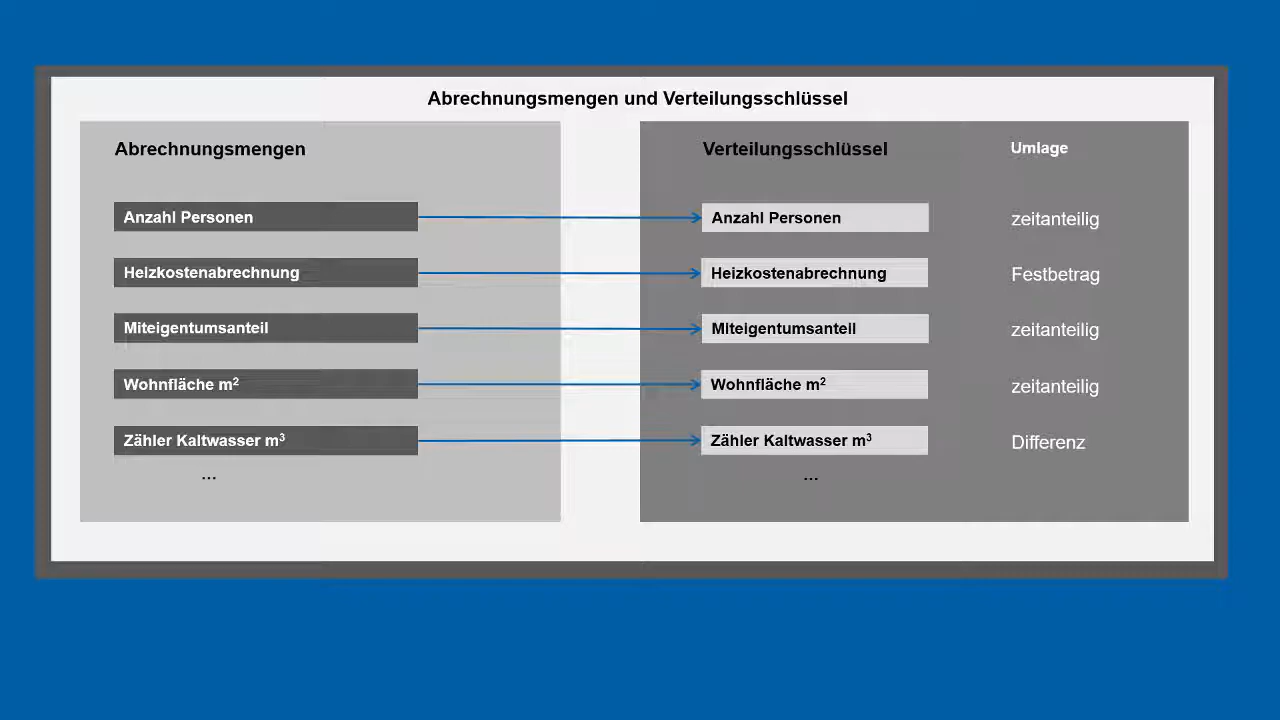 Abrechnungsmengen und Verteilungsschlüssel
Abrechnungsmengen Verteilungsschlüssel Umlage
Anzahl Personen Anzahl Personen zeitanteilig
Heizkostenabrechnung Heizkostenabrechnung Festbetrag
Miteigentumsanteil Miteigentumsanteil zeitanteilig
Wohnfläche m² Wohnfläche m² zeitanteilig
Zähler Kaltwasser m³ Zähler Kaltwasser m³ Differenz
... ...